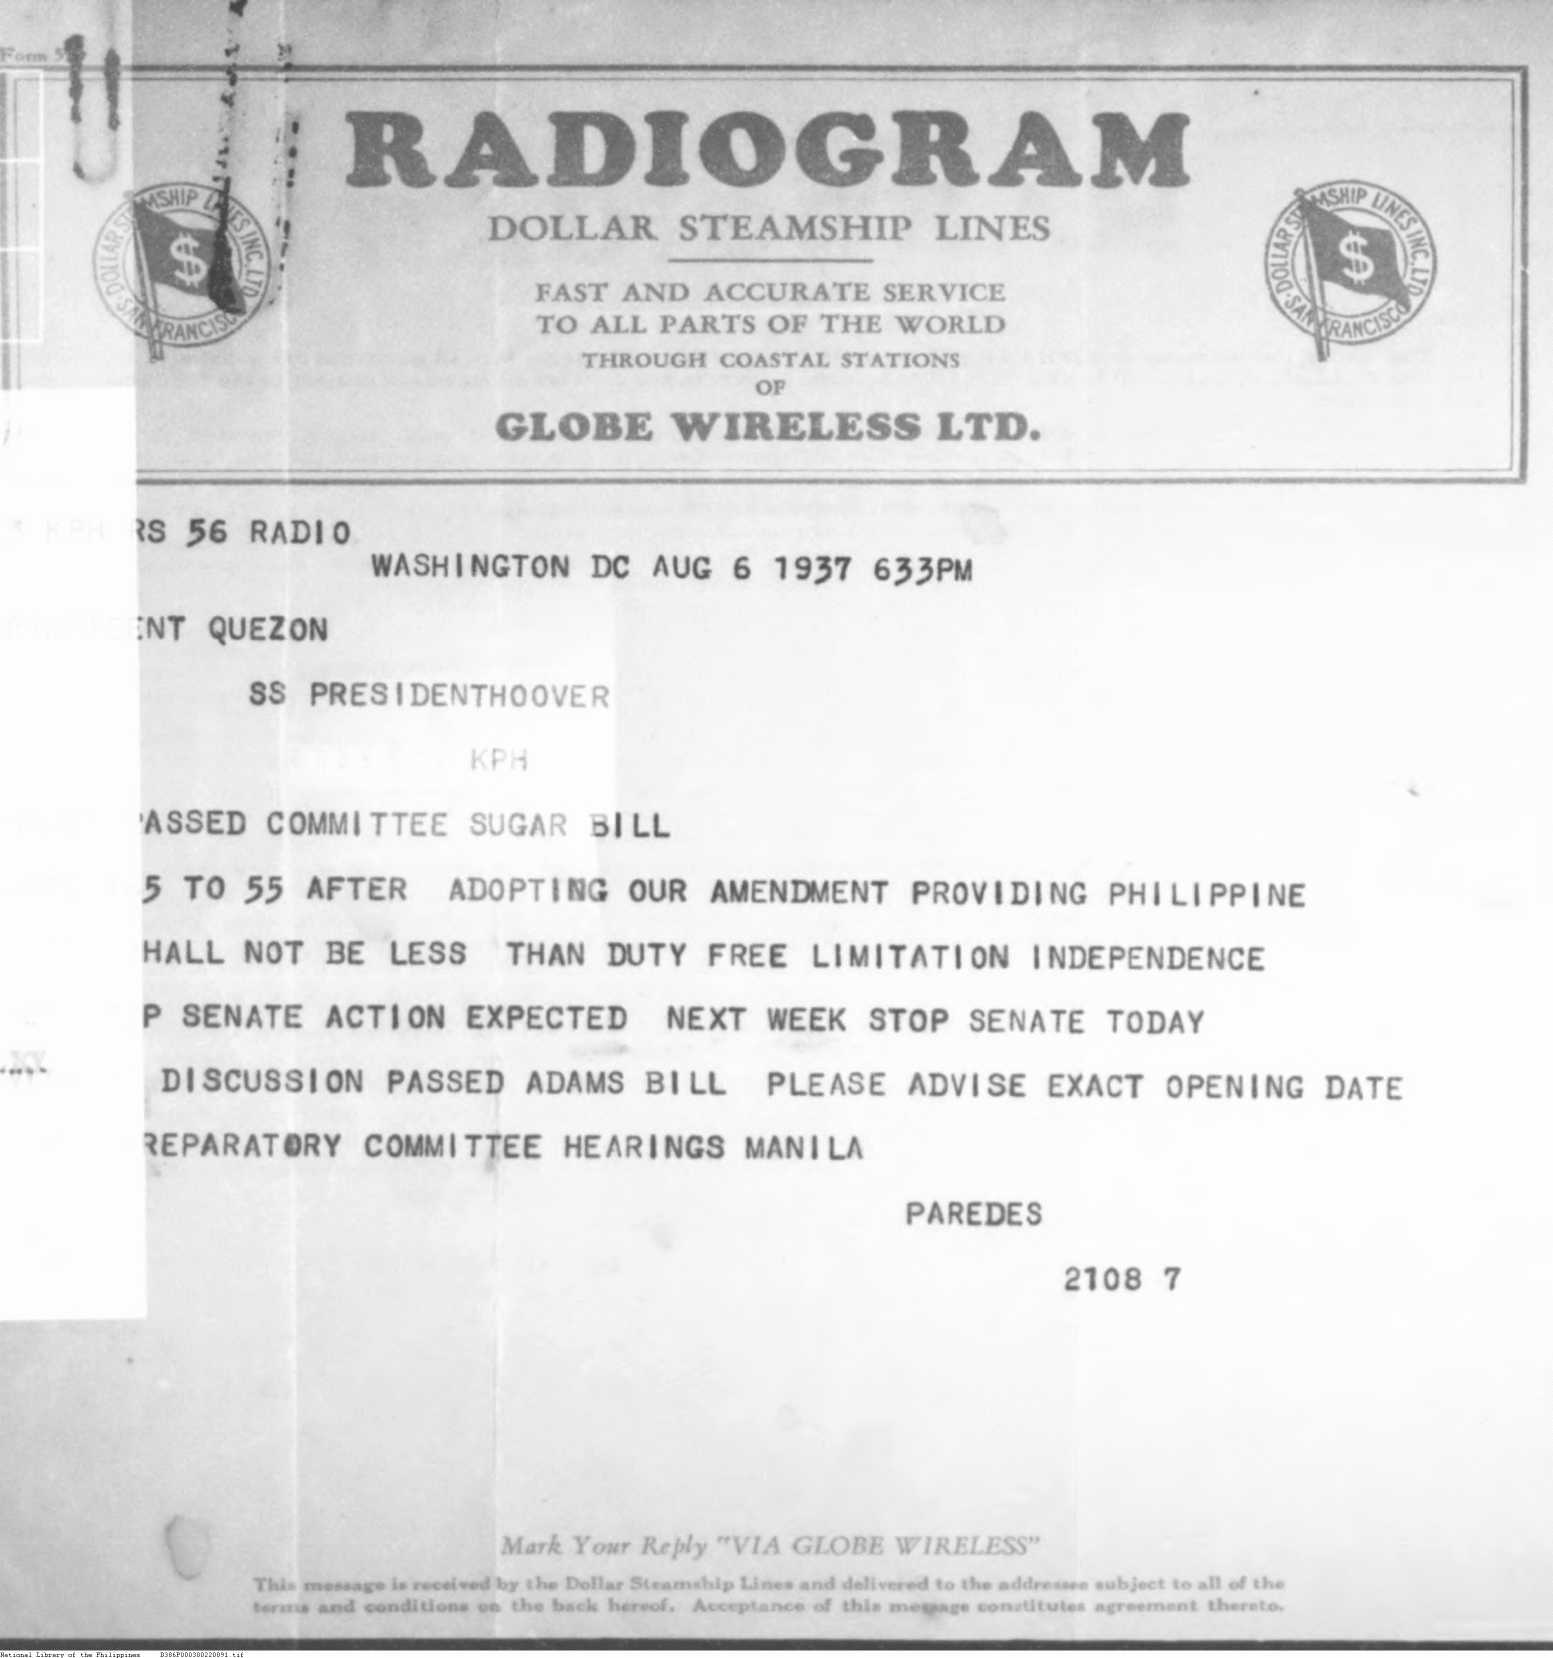 Form
RADIOGRAM
DOLLAR STEAMSHIP LINES
DOLLAR STEAMSHIP LINES INC. LTD. SAN FRANCISCO
$
DOLLAR STEAMSHIP LINES INC. LTD. SAN FRANCISCO
$
FAST AND ACCURATE SERVICE
TO ALL PARTS OF THE WORLD
THROUGH COASTAL STATIONS
OF
GLOBE WIRELESS LTD.
KPH RS 56 RADIO
WASHINGTON DC AUG 6 1937 633PM
ENT QUEZON
SS PRESIDENTHOOVER
KPH
ASSED COMMITTEE SUGAR BILL
5 TO 55 AFTER ADOPTING OUR AMENDMENT PROVIDING PHILIPPINE
HALL NOT BE LESS THAN DUTY FREE LIMITATION INDEPENDENCE
P SENATE ACTION EXPECTED NEXT WEEK STOP SENATE TODAY
DISCUSSION PASSED ADAMS BILL PLEASE ADVISE EXACT OPENING DATE
REPARATORY COMMITTEE HEARINGS MANILA
PAREDES
2108 7
Mark Your Reply "VIA GLOBE WIRELESS"
This message is received by the Dollar Steamship Lines and delivered to the addressee subject to all of the
terms and conditions on the back hereof. Acceptance of this message constitutes agreement thereto.
National Library of the Philippines B386P000300220091.tif